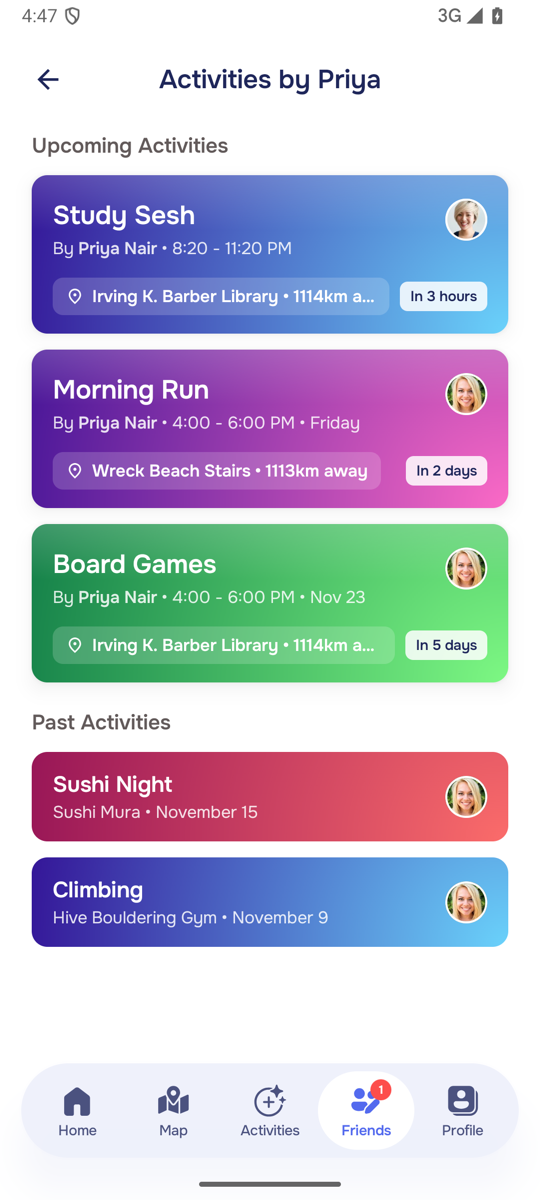 4:47
3G
Activities by Priya
Upcoming Activities
Study Sesh
By Priya Nair • 8:20 - 11:20 PM
Irving K. Barber Library • 1114km a...
In 3 hours
Morning Run
By Priya Nair • 4:00 - 6:00 PM • Friday
Wreck Beach Stairs • 1113km away
In 2 days
Board Games
By Priya Nair • 4:00 - 6:00 PM • Nov 23
Irving K. Barber Library • 1114km a...
In 5 days
Past Activities
Sushi Night
Sushi Mura • November 15
Climbing
Hive Bouldering Gym • November 9
1
Home
Map
Activities
Friends
Profile